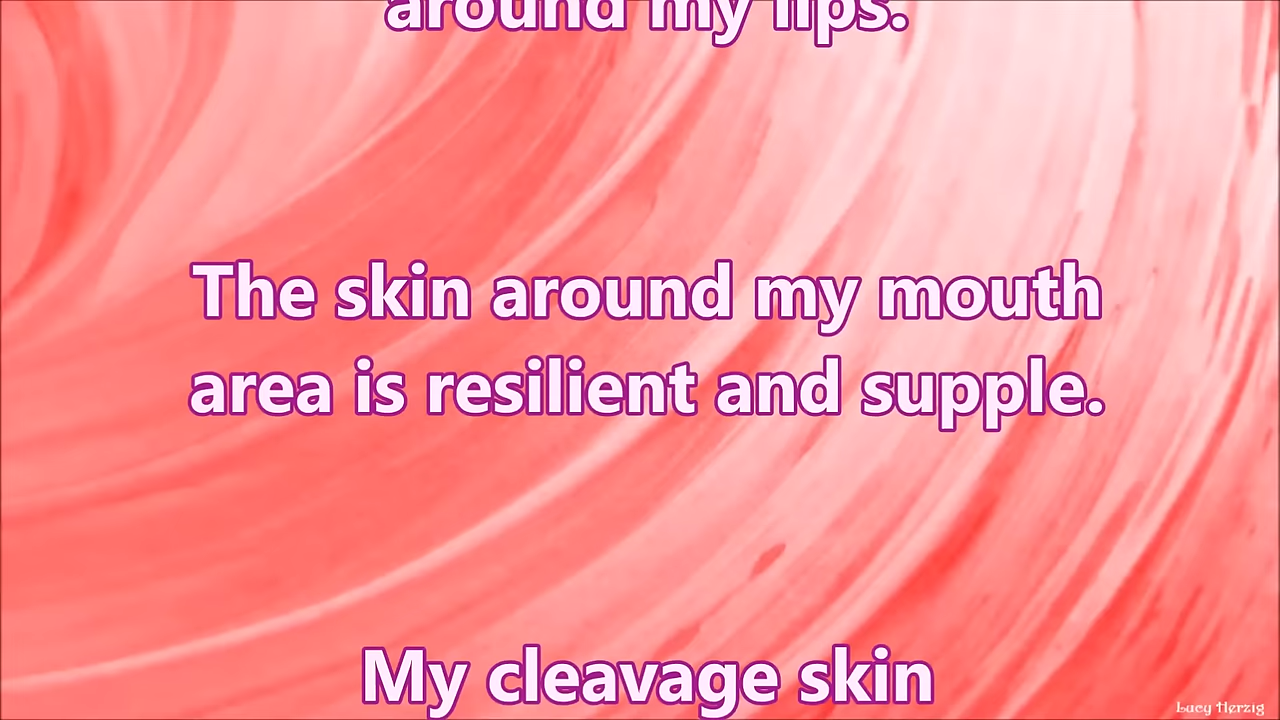 around my lips.
The skin around my mouth
area is resilient and supple.
My cleavage skin
Lucy Herzig